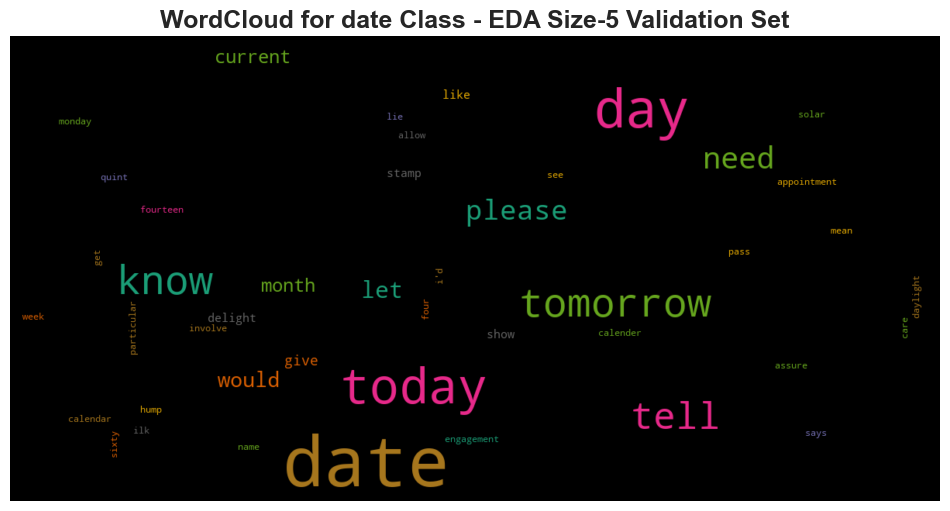 WordCloud for date Class - EDA Size-5 Validation Set
current
like
day
solar
monday
lie
allow
need
stamp
see
quint
appointment
fourteen
please
mean
pass
get
know
month
let
i'd
tomorrow
daylight
week
particular
delight
involve
four
show
calender
care
give
would
today
assure
hump
calendar
ilk
tell
sixty
name
engagement
says
date